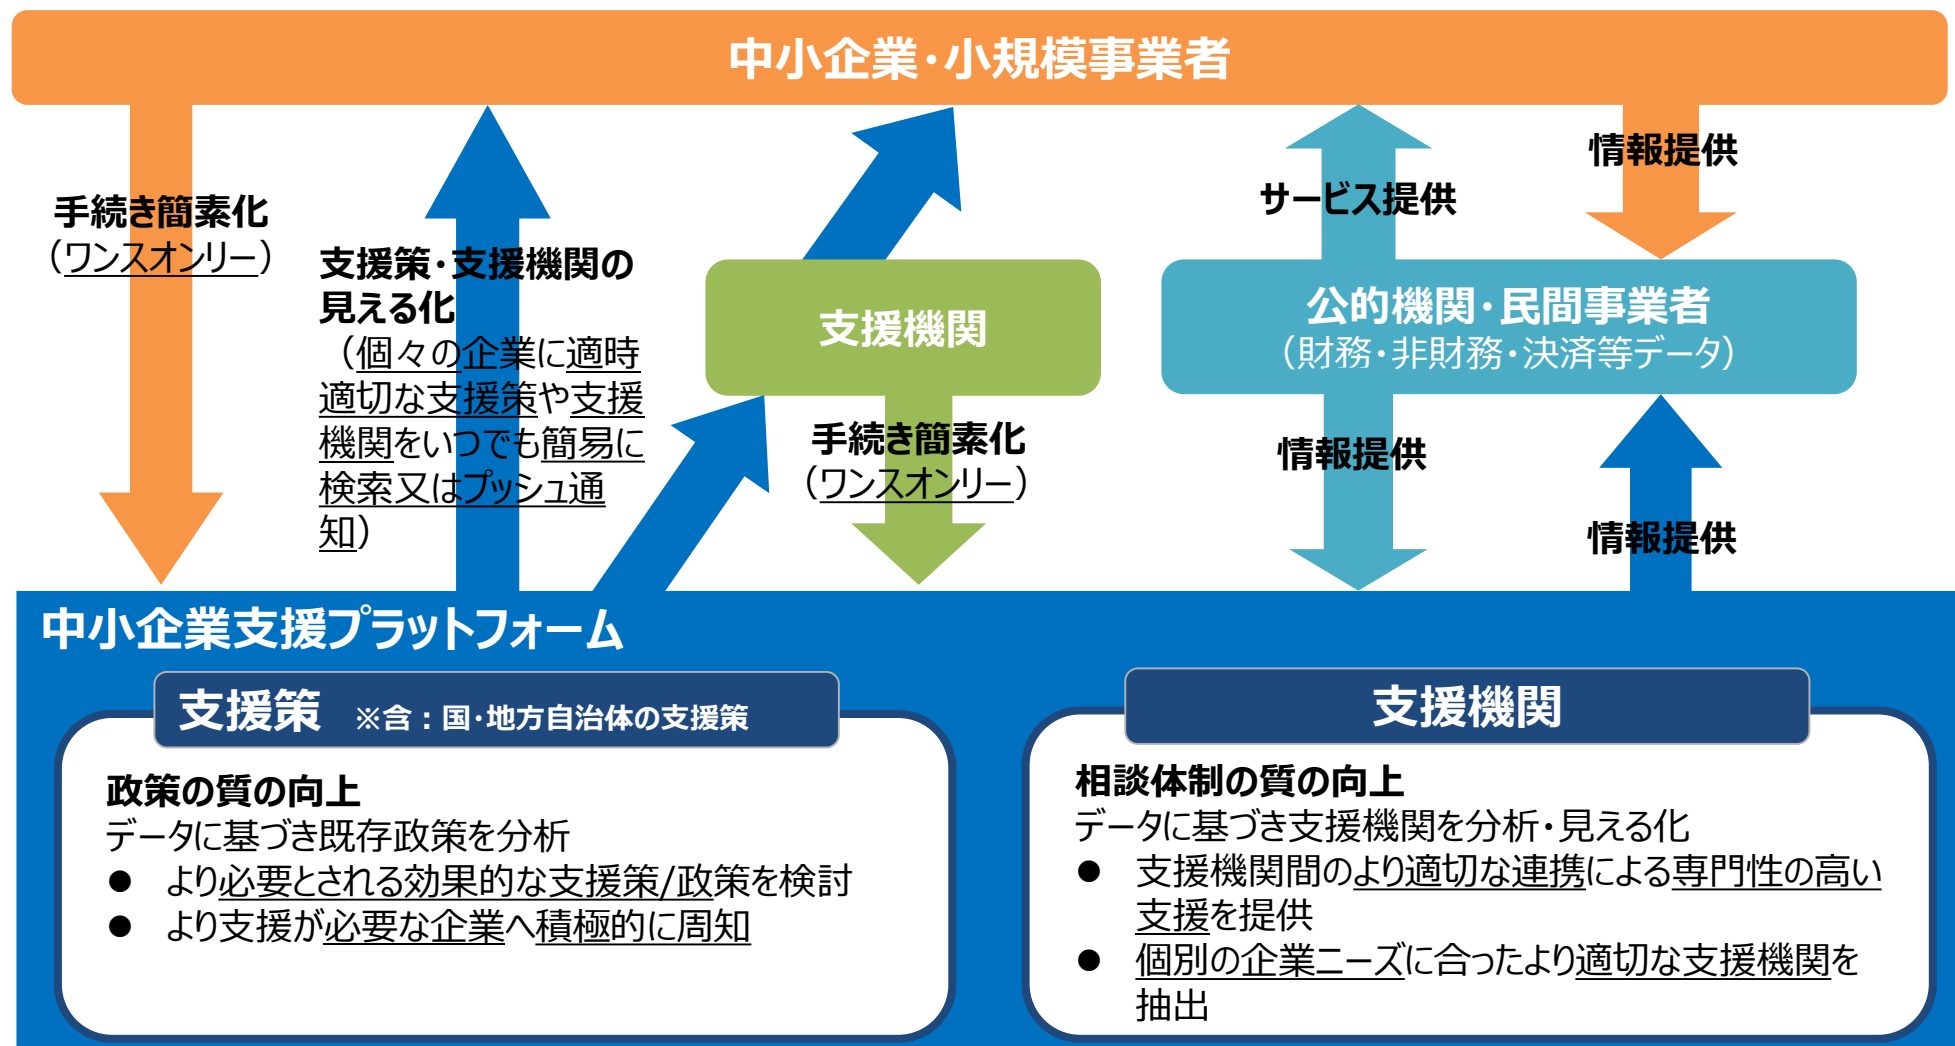 中小企業・小規模事業者
手続き簡素化
（ワンスオンリー）
支援策・支援機関の
見える化
（個々の企業に適時
適切な支援策や支援
機関をいつでも簡易に
検索又はプッシュ通
知）
支援機関
手続き簡素化
（ワンスオンリー）
サービス提供
情報提供
公的機関・民間事業者
（財務・非財務・決済等データ）
情報提供
情報提供
中小企業支援プラットフォーム
支援策 ※含：国・地方自治体の支援策
政策の質の向上
データに基づき既存政策を分析
● より必要とされる効果的な支援策/政策を検討
● より支援が必要な企業へ積極的に周知
支援機関
相談体制の質の向上
データに基づき支援機関を分析・見える化
● 支援機関間のより適切な連携による専門性の高い
支援を提供
● 個別の企業ニーズに合ったより適切な支援機関を
抽出